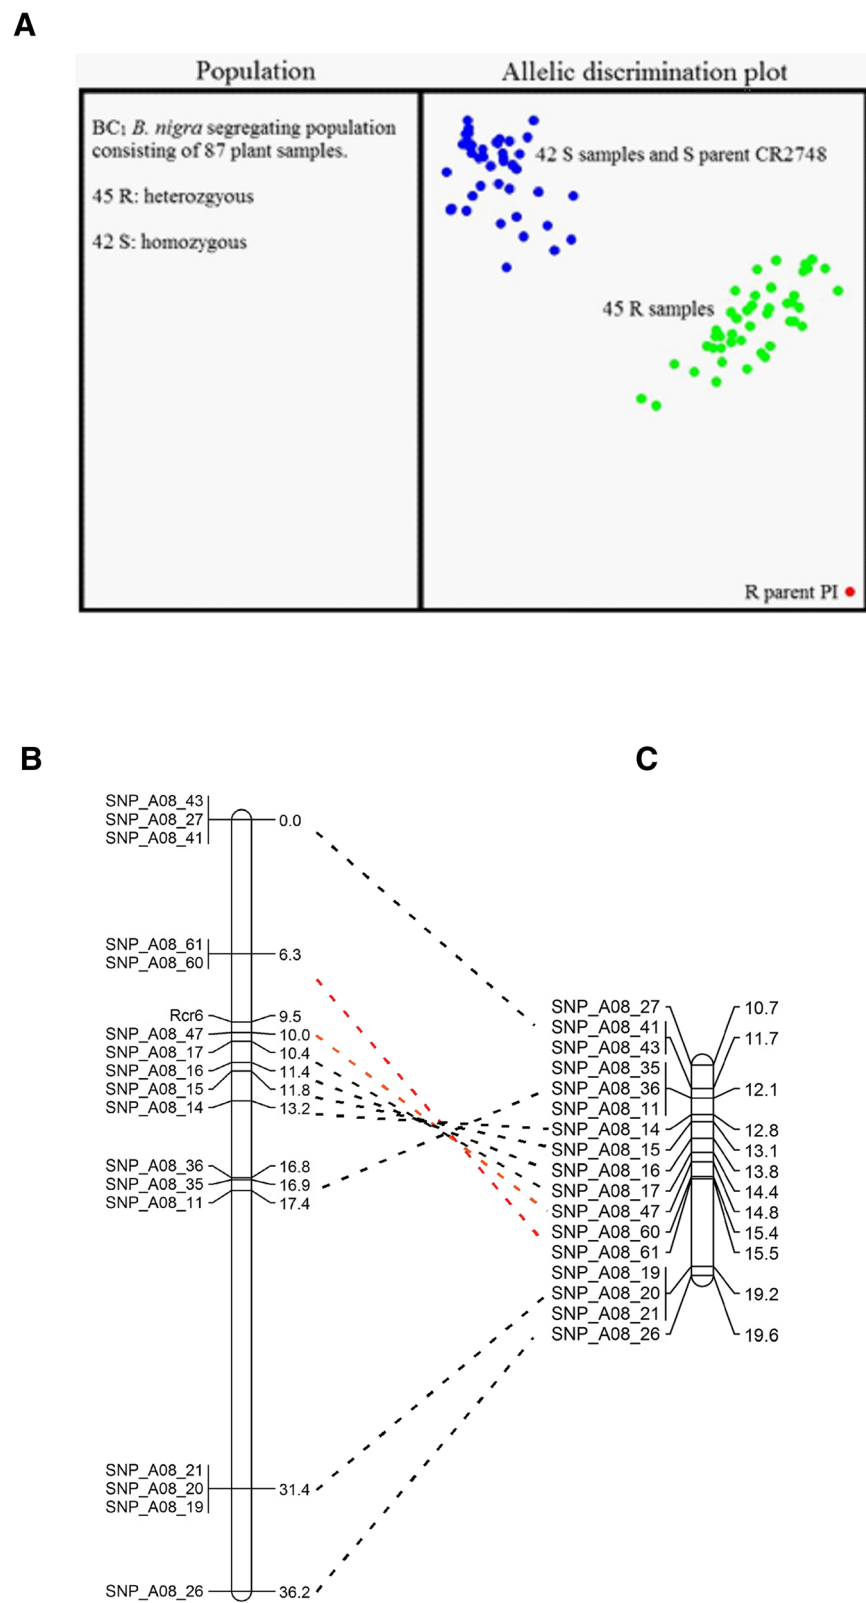 A
Population
Allelic discrimination plot
BC₁ B. nigra segregating population
consisting of 87 plant samples.
45 R: heterozgyous
42 S: homozygous
42 S samples and S parent CR2748
45 R samples
R parent PI
B
SNP_A08_43
SNP_A08_27
SNP_A08_41
0.0
SNP_A08_61
SNP_A08_60
6.3
Rcr6
9.5
SNP_A08_47
10.0
SNP_A08_17
10.4
SNP_A08_16
11.4
SNP_A08_15
11.8
SNP_A08_14
13.2
SNP_A08_36
16.8
SNP_A08_35
16.9
SNP_A08_11
17.4
SNP_A08_21
SNP_A08_20
SNP_A08_19
31.4
SNP_A08_26
36.2
C
SNP_A08_27
10.7
SNP_A08_41
SNP_A08_43
11.7
SNP_A08_35
SNP_A08_36
12.1
SNP_A08_11
SNP_A08_14
12.8
SNP_A08_15
13.1
SNP_A08_16
13.8
SNP_A08_17
14.4
SNP_A08_47
14.8
SNP_A08_60
15.4
SNP_A08_61
15.5
SNP_A08_19
SNP_A08_20
19.2
SNP_A08_21
SNP_A08_26
19.6